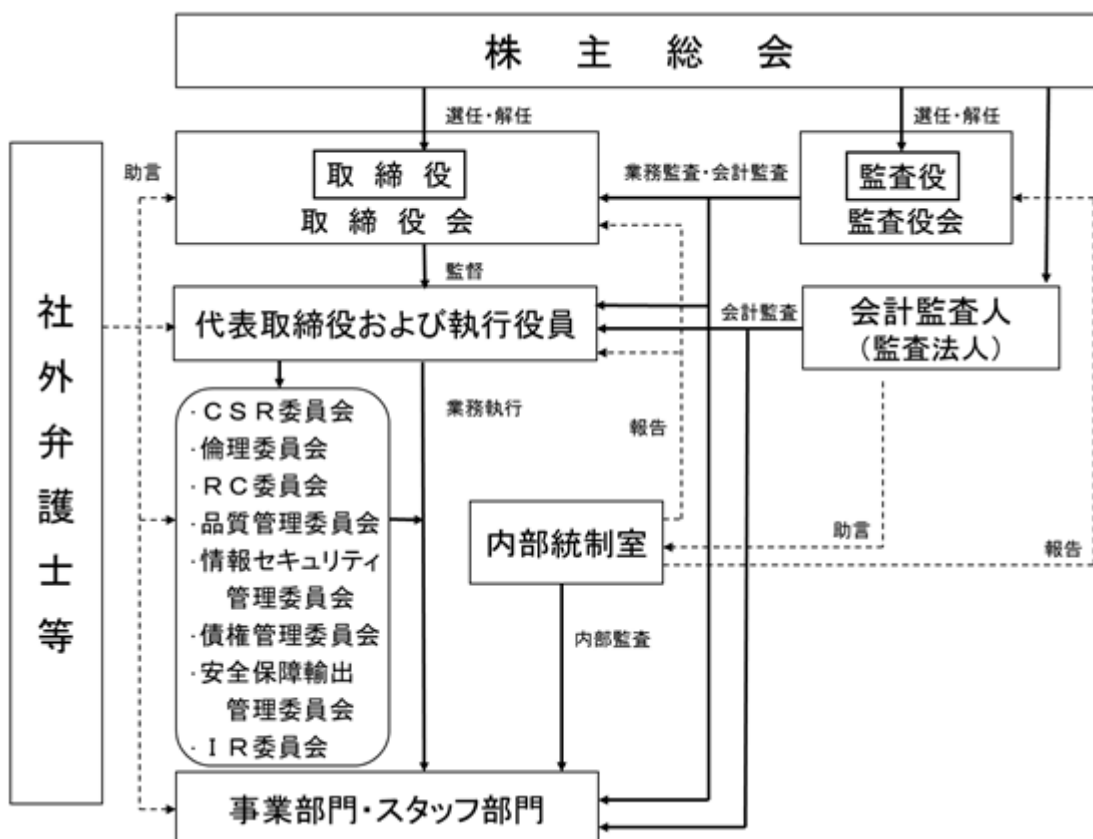 株主総会
選任・解任
選任・解任
助言
取締役
取締役会
業務監査・会計監査
監査役
監査役会
監督
社外弁護士等
代表取締役および執行役員
会計監査
会計監査人
（監査法人）
・ＣＳＲ委員会
・倫理委員会
・ＲＣ委員会
・品質管理委員会
・情報セキュリティ
管理委員会
・債権管理委員会
・安全保障輸出
管理委員会
・ＩＲ委員会
業務執行
報告
内部統制室
助言
報告
内部監査
事業部門・スタッフ部門